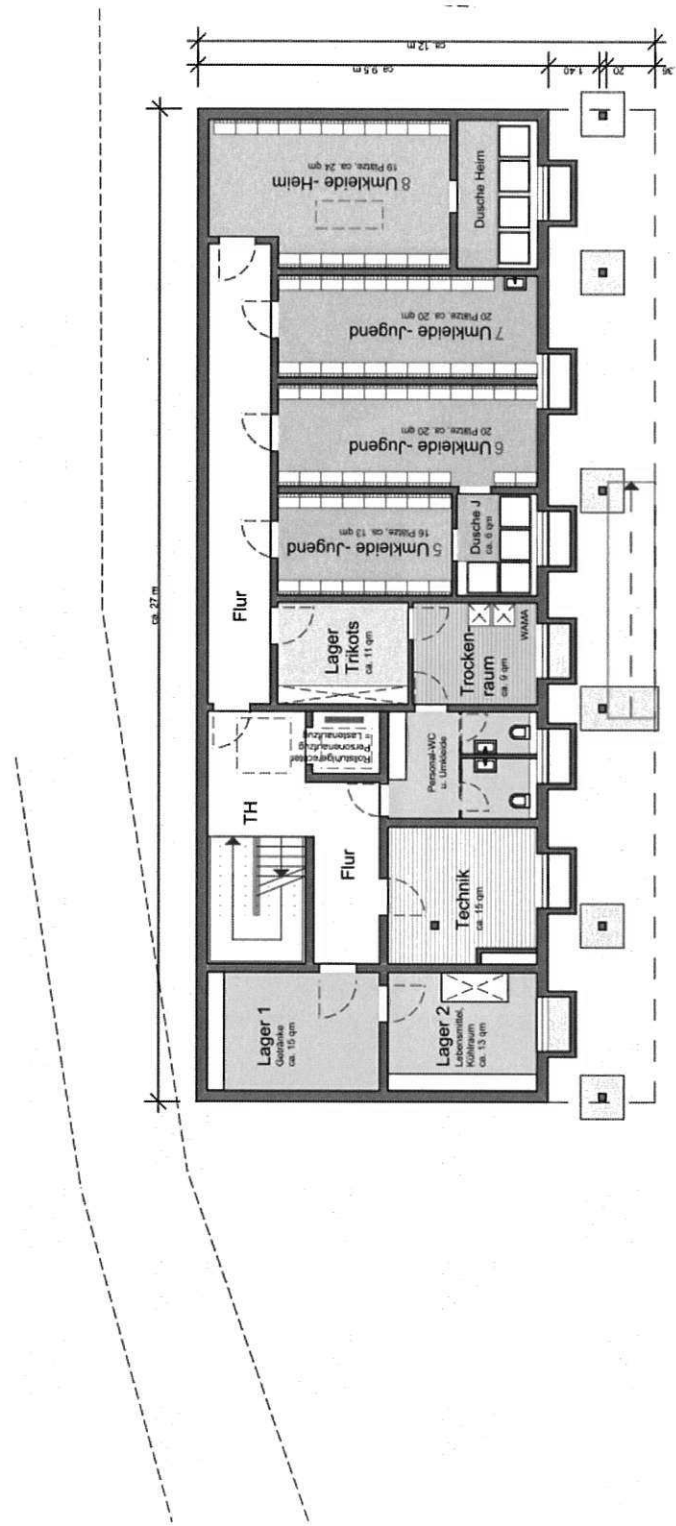 ca. 12 m
ca 9.5 m
1.40
20
36
ca. 27 m
8 Umkleide -Heim
19 Plätze, ca. 24 qm
Dusche Heim
7 Umkleide -Jugend
20 Plätze, ca. 20 qm
6 Umkleide -Jugend
20 Plätze, ca. 20 qm
5 Umkleide -Jugend
16 Plätze, ca. 13 qm
Dusche J
ca. 6 qm
Flur
Lager
Trikots
ca. 11 qm
Trocken-
raum
ca. 9 qm
WAMA
Rollstuhlgerechter
Personenaufzug
= Lastenaufzug
Personal-WC
u. Umkleide
TH
Flur
Technik
ca. 15 qm
Lager 1
Getränke
ca. 15 qm
Lager 2
Lebensmittel,
Kühlraum
ca. 13 qm